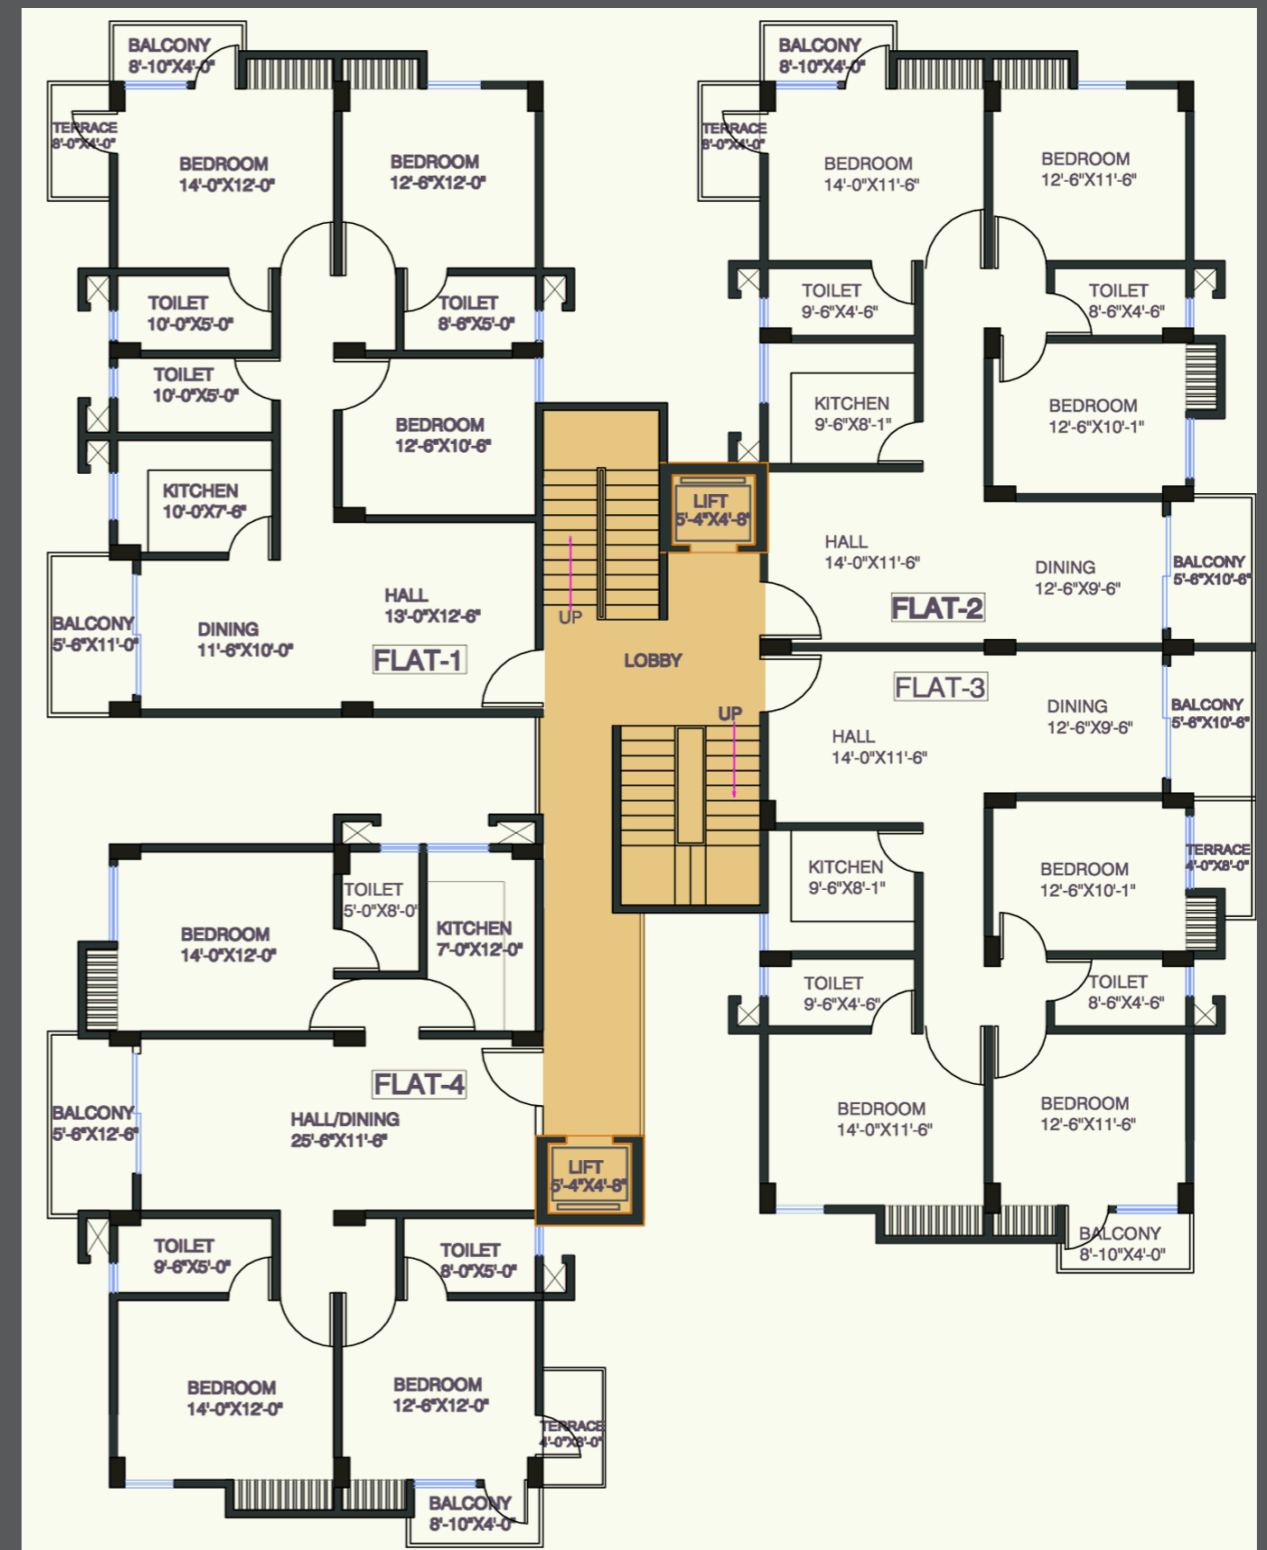 BALCONY
8'-10"X4'-0"
TERRACE
8'-0"X4'-0"
BEDROOM
14'-0"X12'-0"
BEDROOM
12'-6"X12'-0"
TOILET
10'-0"X5'-0"
TOILET
8'-6"X5'-0"
TOILET
10'-0"X5'-0"
BEDROOM
12'-6"X10'-6"
KITCHEN
10'-0'X7'-6"
HALL
13'-0"X12'-6"
BALCONY
5'-6"X11'-0"
DINING
11'-6"X10'-0"
FLAT-1
BALCONY
8'-10"X4'-0"
TERRACE
8'-0"X4'-0"
BEDROOM
14'-0"X11'-6"
BEDROOM
12'-6"X11'-6"
TOILET
9'-6"X4'-6"
TOILET
8'-6"X4'-6"
KITCHEN
9'-6"X8'-1"
BEDROOM
12'-6"X10'-1"
LIFT
5'-4"X4'-8"
HALL
14'-0"X11'-6"
DINING
12'-6"X9'-6"
BALCONY
5'-6"X10'-6"
FLAT-2
UP
LOBBY
UP
FLAT-3
DINING
12'-6"X9'-6"
BALCONY
5'-6"X10'-6"
HALL
14'-0"X11'-6"
KITCHEN
9'-6"X8'-1"
BEDROOM
12'-6"X10'-1"
TERRACE
4'-0"X8'-0"
TOILET
9'-6"X4'-6"
TOILET
8'-6"X4'-6"
BEDROOM
14'-0"X11'-6"
BEDROOM
12'-6"X11'-6"
BALCONY
8'-10"X4'-0"
TOILET
5'-0"X8'-0"
BEDROOM
14'-0"X12'-0"
KITCHEN
7'-0"X12'-0"
FLAT-4
BALCONY
5'-6"X12'-6"
HALL/DINING
25'-6"X11'-6"
LIFT
5'-4"X4'-8"
TOILET
9'-6"X5'-0"
TOILET
8'-0"X5'-0"
BEDROOM
14'-0"X12'-0"
BEDROOM
12'-6"X12'-0"
TERRACE
4'-0"X8'-0"
BALCONY
8'-10"X4'-0"